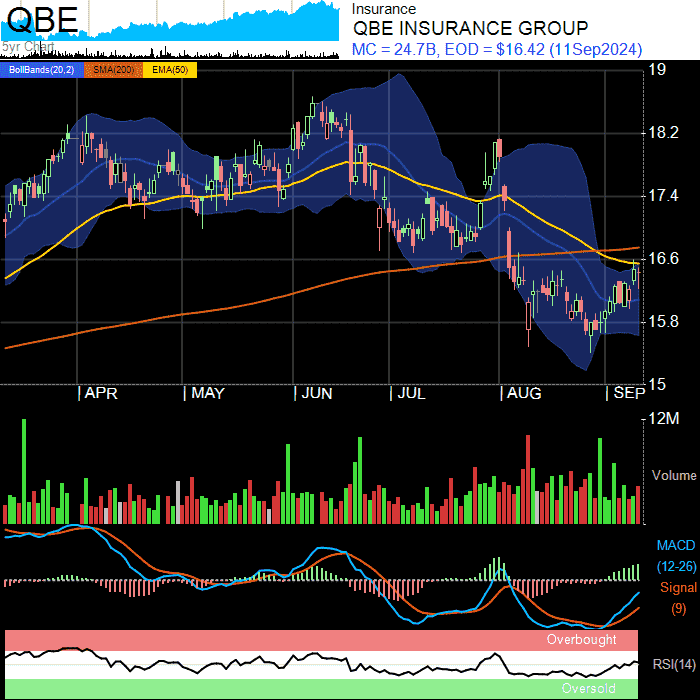 QBE
5yr Chart
Insurance
QBE INSURANCE GROUP
MC = 24.7B, EOD = $16.42 (11Sep2024)
BollBands(20,2) SMA(200) EMA(50)
19
18.2
17.4
16.6
15.8
15
| APR | MAY | JUN | JUL | AUG | SEP
12M
Volume
MACD
(12-26)
Signal
(9)
Overbought
RSI(14)
Oversold